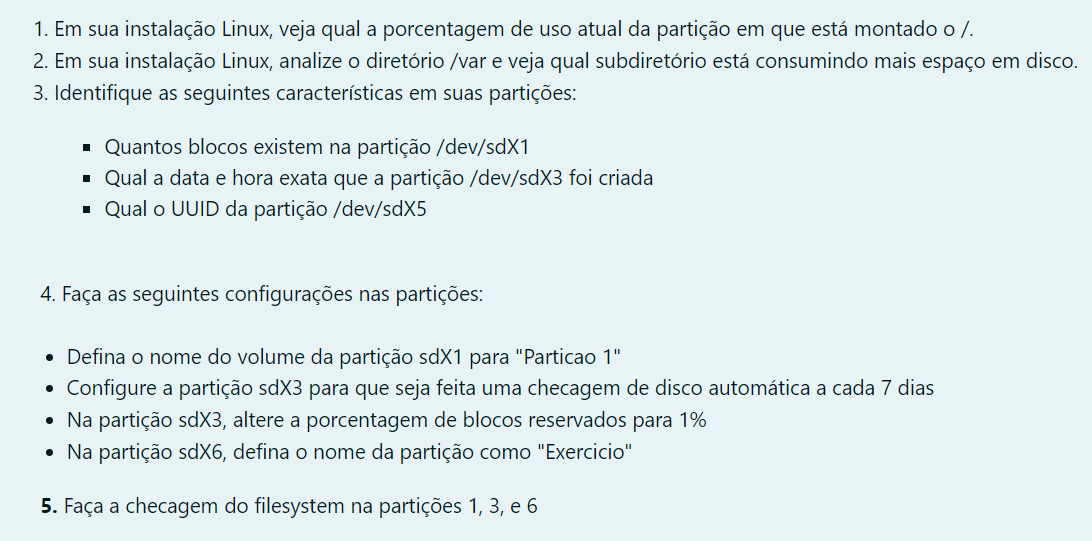 1. Em sua instalação Linux, veja qual a porcentagem de uso atual da partição em que está montado o /.
2. Em sua instalação Linux, analize o diretório /var e veja qual subdiretório está consumindo mais espaço em disco.
3. Identifique as seguintes características em suas partições:
▪ Quantos blocos existem na partição /dev/sdX1
▪ Qual a data e hora exata que a partição /dev/sdX3 foi criada
▪ Qual o UUID da partição /dev/sdX5
4. Faça as seguintes configurações nas partições:
• Defina o nome do volume da partição sdX1 para "Particao 1"
• Configure a partição sdX3 para que seja feita uma checagem de disco automática a cada 7 dias
• Na partição sdX3, altere a porcentagem de blocos reservados para 1%
• Na partição sdX6, defina o nome da partição como "Exercicio"
5. Faça a checagem do filesystem na partições 1, 3, e 6